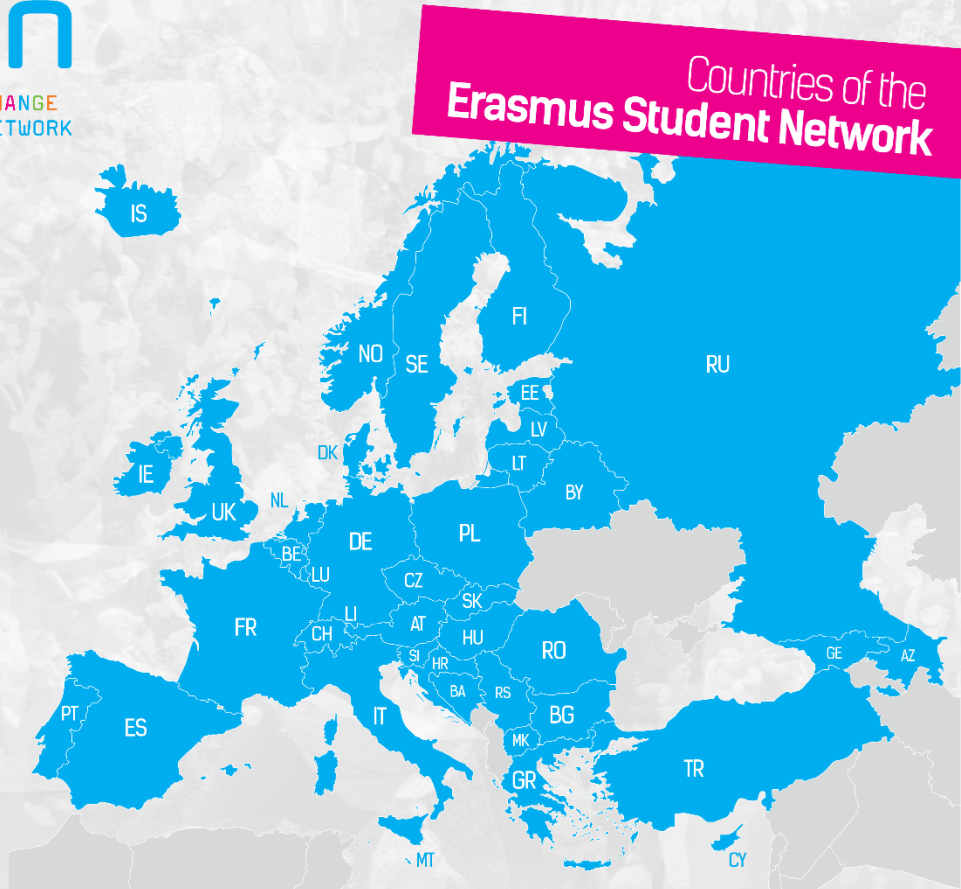 n
ANGE
TWORK
Countries of the
Erasmus Student Network
IS
FI
NO
SE
RU
EE
LV
DK
LT
IE
BY
NL
UK
PL
DE
BE
LU
CZ
SK
LI
AT
FR
CH
HU
RO
SI
HR
GE
AZ
BA
RS
PT
ES
IT
BG
MK
TR
GR
MT
CY